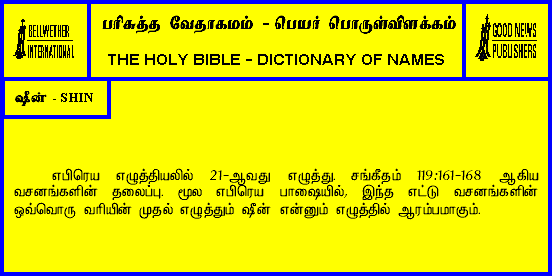 BELLWETHER
INTERNATIONAL
பரிசுத்த வேதாகமம் - பெயர் பொருள்விளக்கம்
THE HOLY BIBLE - DICTIONARY OF NAMES
GOOD NEWS
PUBLISHERS
ஷீன் - SHIN
எபிரெய எழுத்தியலில் 21-ஆவது எழுத்து. சங்கீதம் 119:161-168 ஆகிய
வசனங்களின் தலைப்பு. மூல எபிரெய பாஷையில், இந்த எட்டு வசனங்களின்
ஒவ்வொரு வரியின் முதல் எழுத்தும் ஷீன் என்னும் எழுத்தில் ஆரம்பமாகும்.